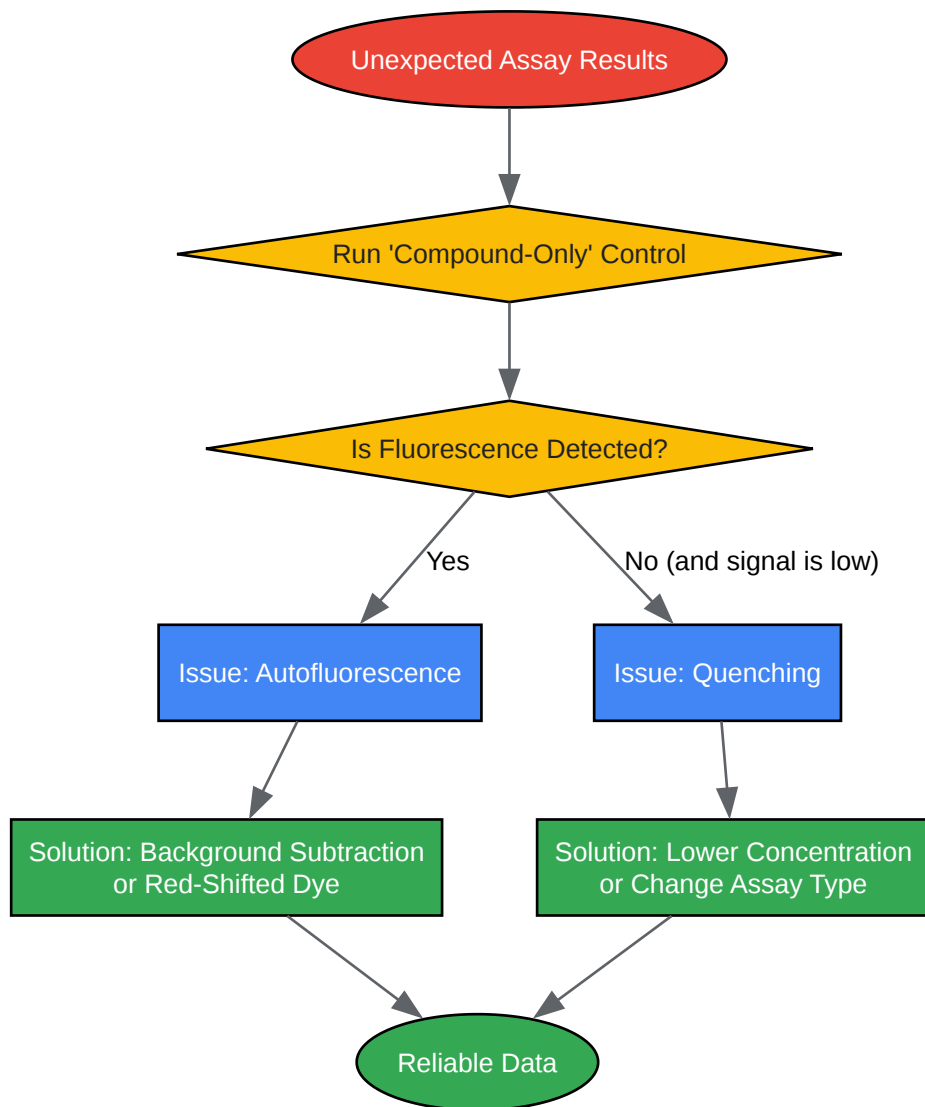 Unexpected Assay Results
Run 'Compound-Only' Control
Is Fluorescence Detected?
Yes
No (and signal is low)
Issue: Autofluorescence
Issue: Quenching
Solution: Background Subtraction
or Red-Shifted Dye
Solution: Lower Concentration
or Change Assay Type
Reliable Data